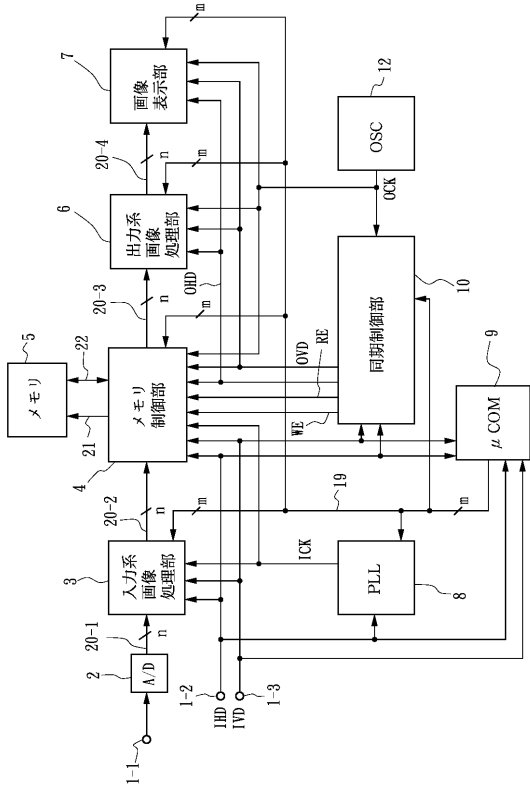 1-1
2
A/D
20-1
n
3
入力系
画像
処理部
20-2
n
4
メモリ
制御部
21
22
5
メモリ
20-3
n
6
出力系
画像
処理部
20-4
n
7
画像
表示部
m
m
m
m
1-2
IHD
IVD
1-3
ICK
PLL
8
19
m
WE
RE
OVD
OHD
同期制御部
10
OCK
OSC
12
μCOM
9